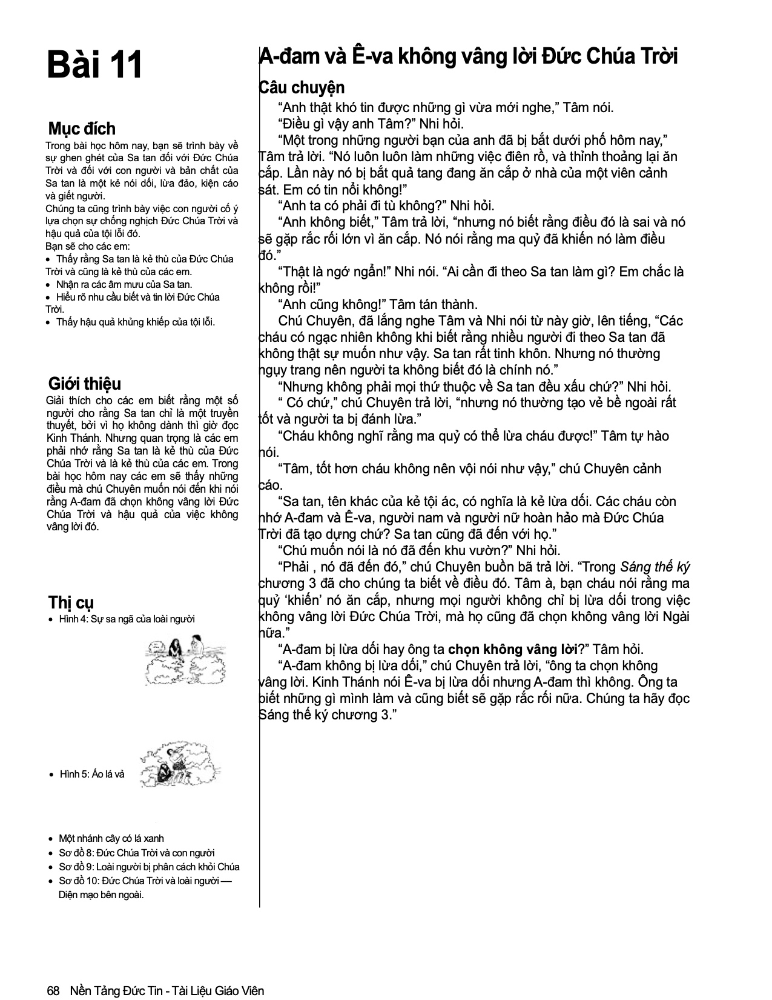 Bài 11
Mục đích
Trong bài học hôm nay, bạn sẽ trình bày về
sự ghen ghét của Sa tan đối với Đức Chúa
Trời và đối với con người và bản chất của
Sa tan là một kẻ nói dối, lừa đảo, kiện cáo
và giết người.
Chúng ta cũng trình bày việc con người cố ý
lựa chọn sự chống nghịch Đức Chúa Trời và
hậu quả của tội lỗi đó.
Bạn sẽ cho các em:
• Thấy rằng Sa tan là kẻ thù của Đức Chúa
Trời và cũng là kẻ thù của các em.
• Nhận ra các âm mưu của Sa tan.
• Hiểu rõ nhu cầu biết và tin lời Đức Chúa
Trời.
• Thấy hậu quả khủng khiếp của tội lỗi.
Giới thiệu
Giải thích cho các em biết rằng một số
người cho rằng Sa tan chỉ là một truyền
thuyết, bởi vì họ không dành thì giờ đọc
Kinh Thánh. Nhưng quan trọng là các em
phải nhớ rằng Sa tan là kẻ thù của Đức
Chúa Trời và là kẻ thù của các em. Trong
bài học hôm nay các em sẽ thấy những
điều mà chú Chuyên muốn nói đến khi nói
rằng A-đam đã chọn không vâng lời Đức
Chúa Trời và hậu quả của việc không
vâng lời đó.
Thị cụ
• Hình 4: Sự sa ngã của loài người
• Hình 5: Áo lá vả
• Một nhánh cây có lá xanh
• Sơ đồ 8: Đức Chúa Trời và con người
• Sơ đồ 9: Loài người bị phân cách khỏi Chúa
• Sơ đồ 10: Đức Chúa Trời và loài người —
Diện mạo bên ngoài.
A-đam và Ê-va không vâng lời Đức Chúa Trời
Câu chuyện
“Anh thật khó tin được những gì vừa mới nghe,” Tâm nói.
“Điều gì vậy anh Tâm?” Nhi hỏi.
“Một trong những người bạn của anh đã bị bắt dưới phố hôm nay,”
Tâm trả lời. “Nó luôn luôn làm những việc điên rồ, và thỉnh thoảng lại ăn
cắp. Lần này nó bị bắt quả tang đang ăn cắp ở nhà của một viên cảnh
sát. Em có tin nổi không!”
“Anh ta có phải đi tù không?” Nhi hỏi.
“Anh không biết,” Tâm trả lời, “nhưng nó biết rằng điều đó là sai và nó
sẽ gặp rắc rối lớn vì ăn cắp. Nó nói rằng ma quỷ đã khiến nó làm điều
đó.”
“Thật là ngớ ngẩn!” Nhi nói. “Ai cần đi theo Sa tan làm gì? Em chắc là
không rồi!”
“Anh cũng không!” Tâm tán thành.
Chú Chuyên, đã lắng nghe Tâm và Nhi nói từ này giờ, lên tiếng, “Các
cháu có ngạc nhiên không khi biết rằng nhiều người đi theo Sa tan đã
không thật sự muốn như vậy. Sa tan rất tinh khôn. Nhưng nó thường
ngụy trang nên người ta không biết đó là chính nó.”
“Nhưng không phải mọi thứ thuộc về Sa tan đều xấu chứ?” Nhi hỏi.
“ Có chứ,” chú Chuyên trả lời, “nhưng nó thường tạo vẻ bề ngoài rất
tốt và người ta bị đánh lừa.”
“Cháu không nghĩ rằng ma quỷ có thể lừa cháu được!” Tâm tự hào
nói.
“Tâm, tốt hơn cháu không nên vội nói như vậy,” chú Chuyên cảnh
cáo.
“Sa tan, tên khác của kẻ tội ác, có nghĩa là kẻ lừa dối. Các cháu còn
nhớ A-đam và Ê-va, người nam và người nữ hoàn hảo mà Đức Chúa
Trời đã tạo dựng chứ? Sa tan cũng đã đến với họ.”
“Chú muốn nói là nó đã đến khu vườn?” Nhi hỏi.
“Phải , nó đã đến đó,” chú Chuyên buồn bã trả lời. “Trong Sáng thế ký
chương 3 đã cho chúng ta biết về điều đó. Tâm à, bạn cháu nói rằng ma
quỷ ‘khiến’ nó ăn cắp, nhưng mọi người không chỉ bị lừa dối trong việc
không vâng lời Đức Chúa Trời, mà họ cũng đã chọn không vâng lời Ngài
nữa.”
“A-đam bị lừa dối hay ông ta chọn không vâng lời?” Tâm hỏi.
“A-đam không bị lừa dối,” chú Chuyên trả lời, “ông ta chọn không
vâng lời. Kinh Thánh nói Ê-va bị lừa dối nhưng A-đam thì không. Ông ta
biết những gì mình làm và cũng biết sẽ gặp rắc rối nữa. Chúng ta hãy đọc
Sáng thế ký chương 3.”
68 Nền Tảng Đức Tin - Tài Liệu Giáo Viên